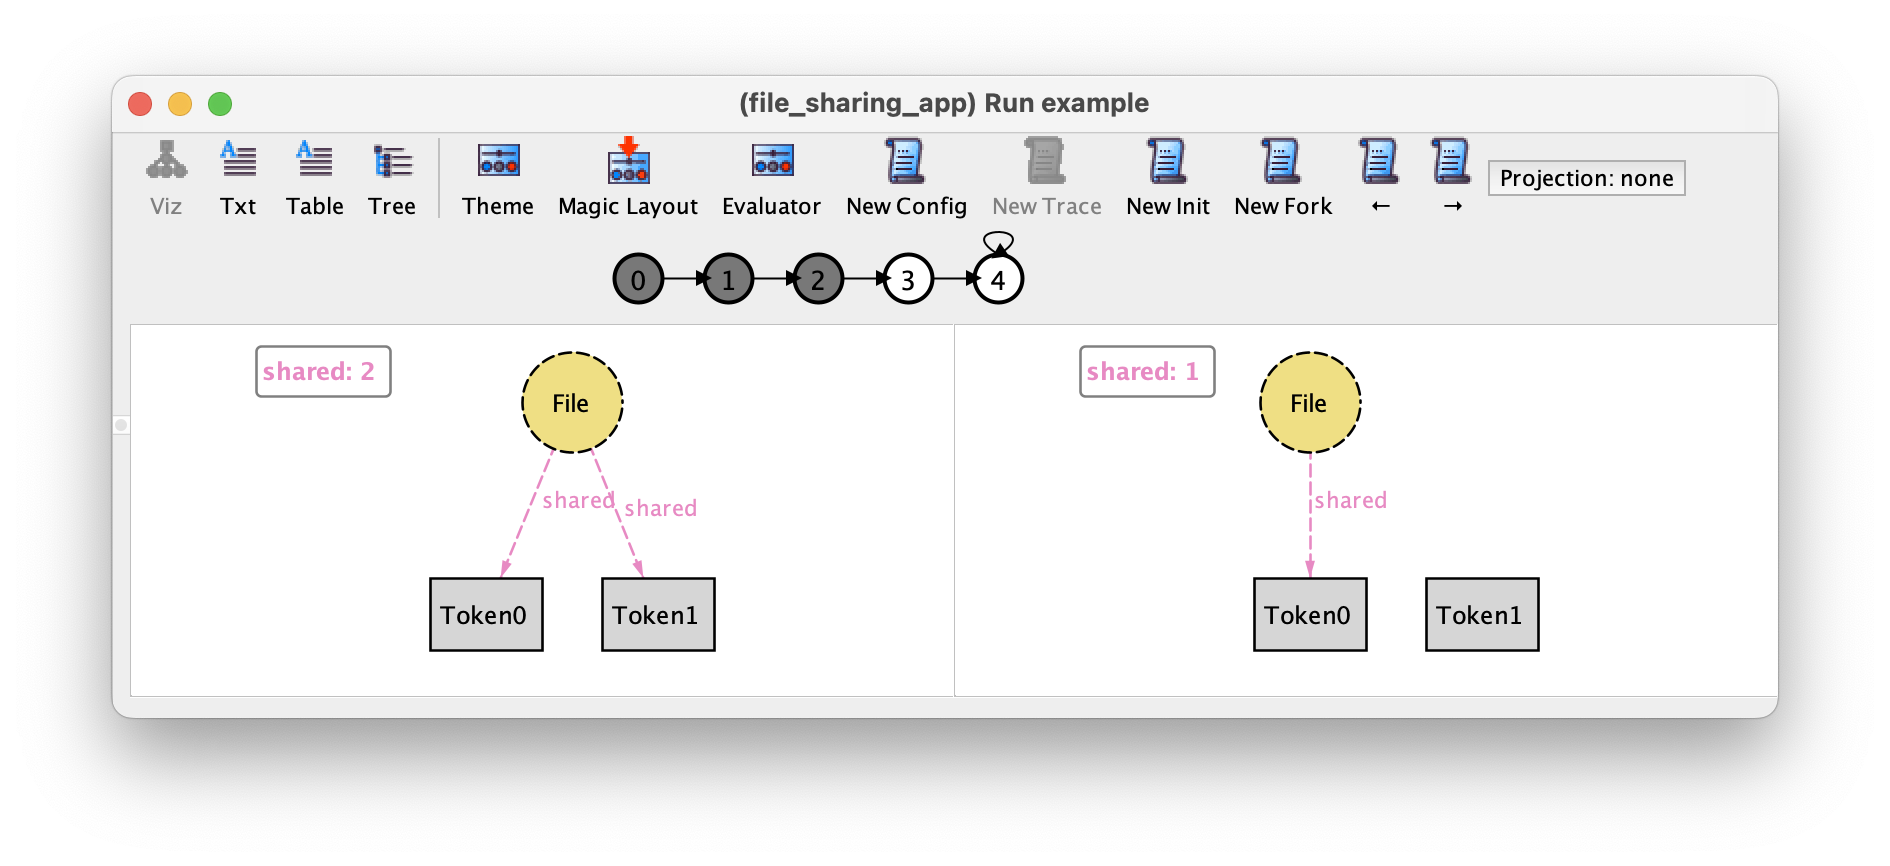 (file_sharing_app) Run example
Viz Txt Table Tree Theme Magic Layout Evaluator New Config New Trace New Init New Fork ← → Projection: none
0 1 2 3 4
shared: 2
File
shared shared
Token0 Token1
shared: 1
File
shared
Token0 Token1